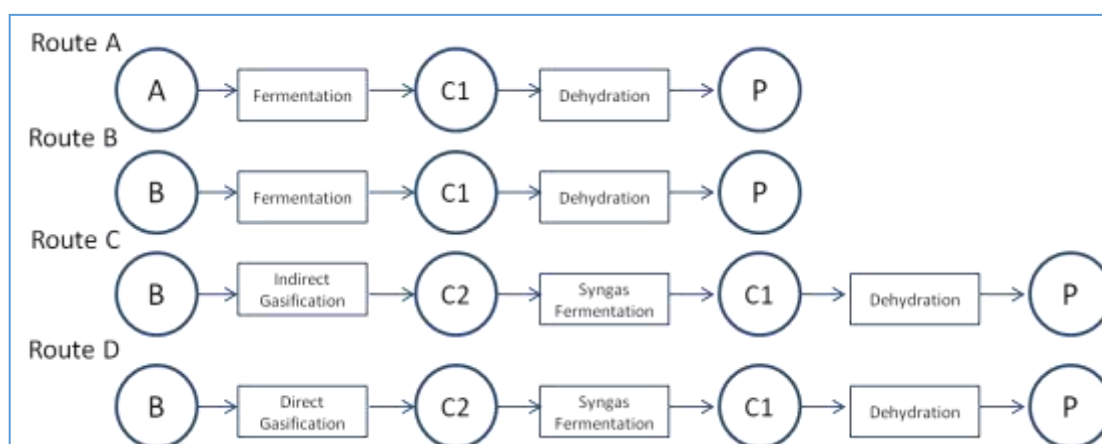 Route A
A
Fermentation
C1
Dehydration
P
Route B
B
Fermentation
C1
Dehydration
P
Route C
B
Indirect
Gasification
C2
Syngas
Fermentation
C1
Dehydration
P
Route D
B
Direct
Gasification
C2
Syngas
Fermentation
C1
Dehydration
P